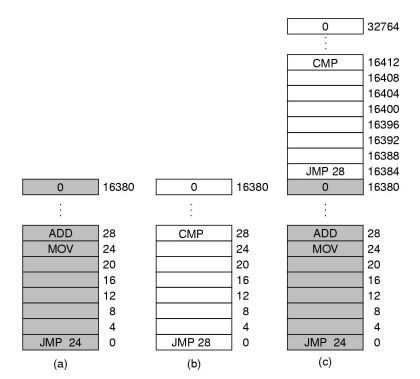 0 32764
CMP 16412
16408
16404
16400
16396
16392
16388
JMP 28 16384
0 16380 0 16380 0 16380
ADD 28 CMP 28 ADD 28
MOV 24 24 MOV 24
20 20 20
16 16 16
12 12 12
8 8 8
4 4 4
JMP 24 0 JMP 28 0 JMP 24 0
(a) (b) (c)